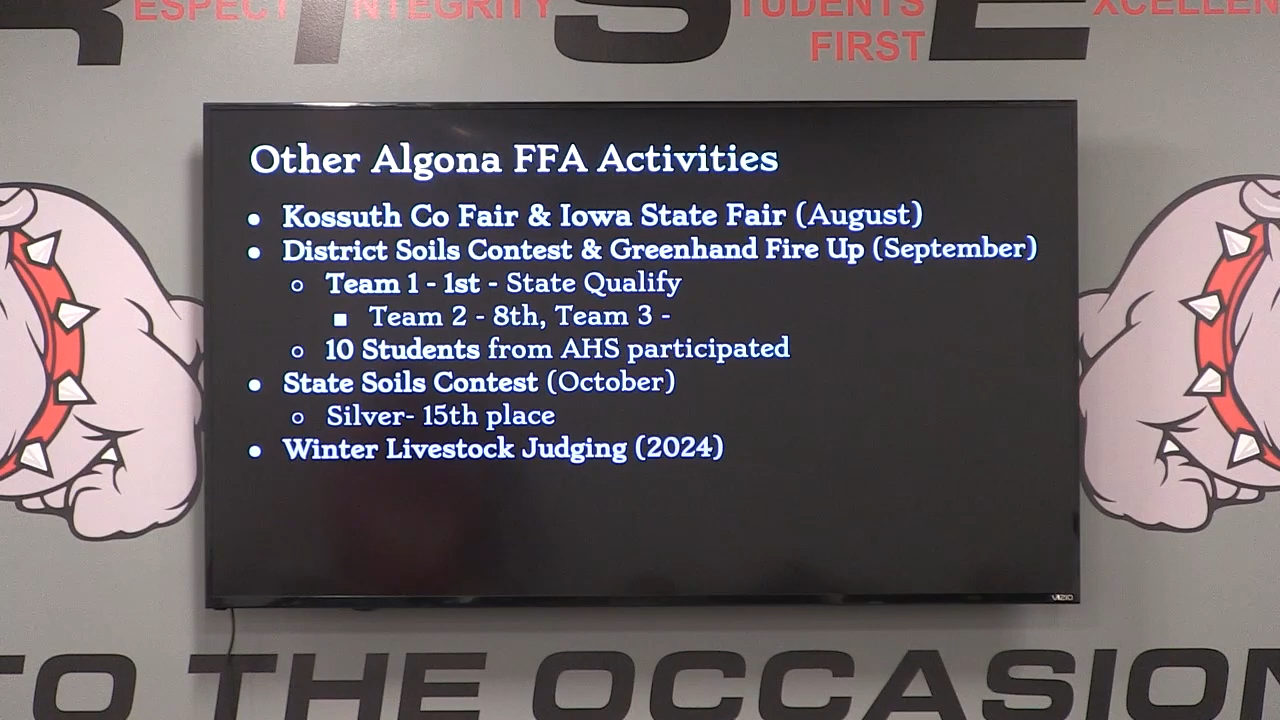 ESPECT NTEGRITY TUDENTS FIRST XCELLEN
R I S E
Other Algona FFA Activities
• Kossuth Co Fair & Iowa State Fair (August)
• District Soils Contest & Greenhand Fire Up (September)
○ Team 1 - 1st - State Qualify
■ Team 2 - 8th, Team 3 -
○ 10 Students from AHS participated
• State Soils Contest (October)
○ Silver- 15th place
• Winter Livestock Judging (2024)
VIZIO
TO THE OCCASION